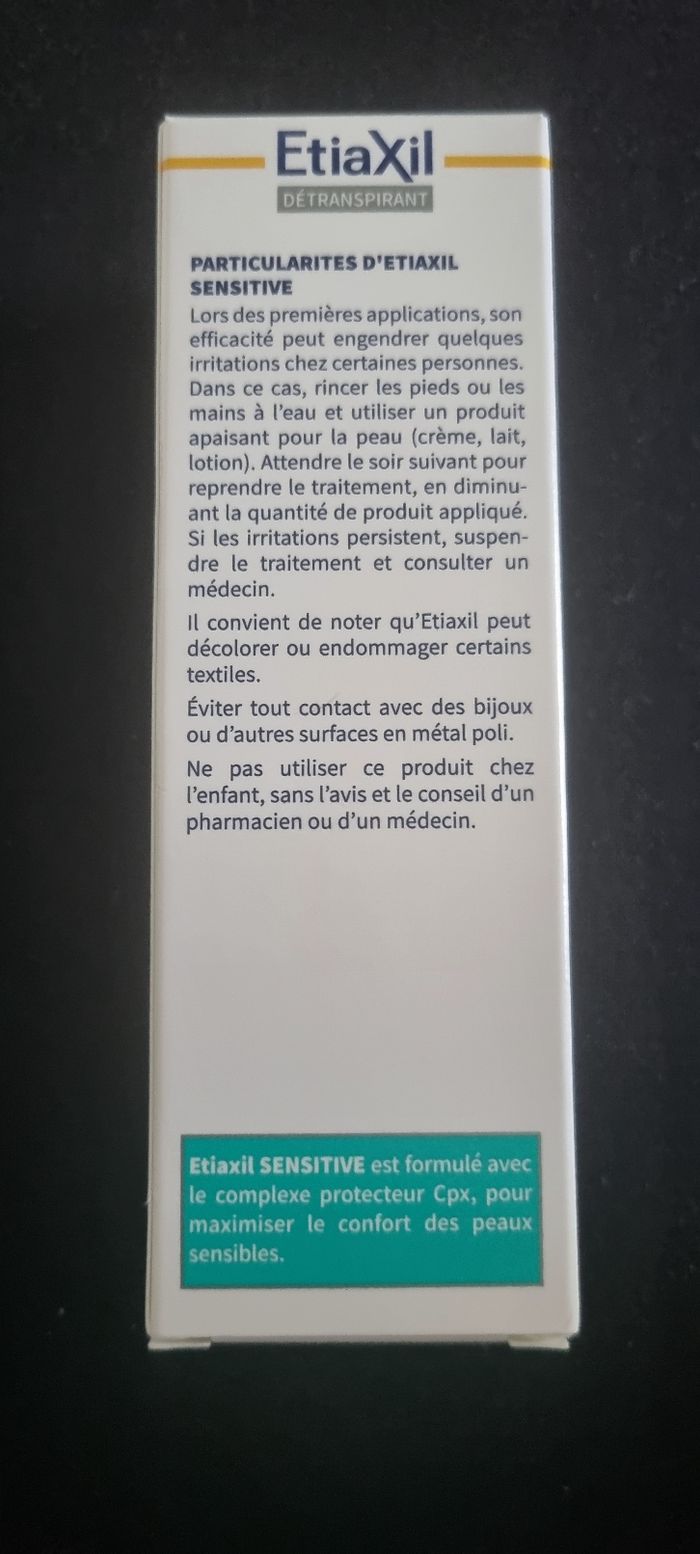 EtiaXil
DÉTRANSPIRANT
PARTICULARITES D'ETIAXIL
SENSITIVE
Lors des premières applications, son
efficacité peut engendrer quelques
irritations chez certaines personnes.
Dans ce cas, rincer les pieds ou les
mains à l'eau et utiliser un produit
apaisant pour la peau (crème, lait,
lotion). Attendre le soir suivant pour
reprendre le traitement, en diminu-
ant la quantité de produit appliqué.
Si les irritations persistent, suspen-
dre le traitement et consulter un
médecin.
Il convient de noter qu'Etiaxil peut
décolorer ou endommager certains
textiles.
Éviter tout contact avec des bijoux
ou d'autres surfaces en métal poli.
Ne pas utiliser ce produit chez
l'enfant, sans l'avis et le conseil d'un
pharmacien ou d'un médecin.
Etiaxil SENSITIVE est formulé avec
le complexe protecteur Cpx, pour
maximiser le confort des peaux
sensibles.